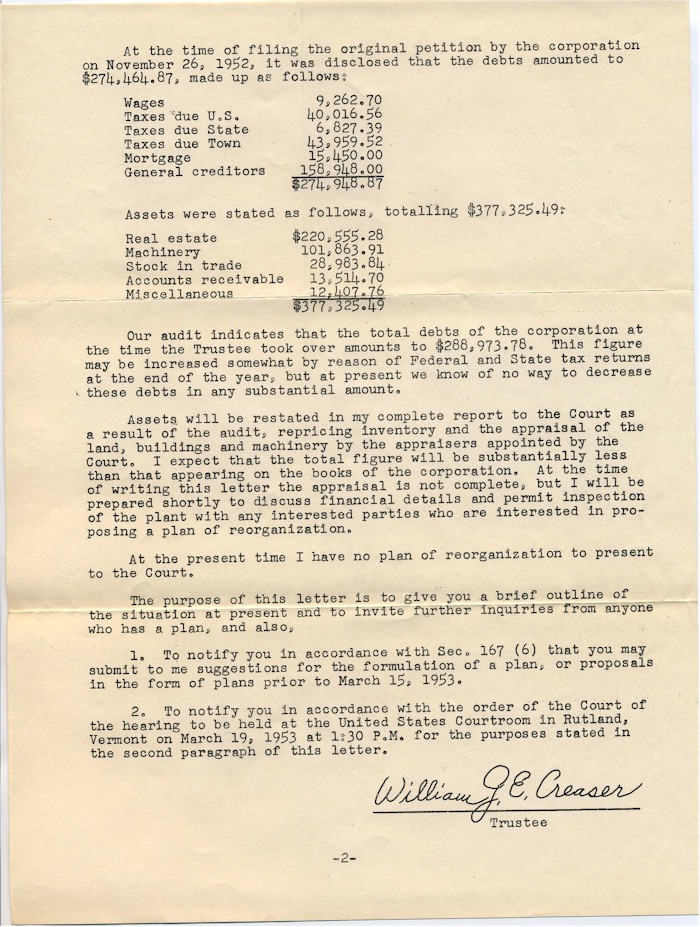 At the time of filing the original petition by the corporation
on November 26, 1952, it was disclosed that the debts amounted to
$274,464.87, made up as follows:
Wages 9,262.70
Taxes due U.S. 40,016.56
Taxes due State 6,827.39
Taxes due Town 43,959.52
Mortgage 15,450.00
General creditors 158,948.00
$274,948.87
Assets were stated as follows, totalling $377,325.49:
Real estate $220,555.28
Machinery 101,863.91
Stock in trade 28,983.84
Accounts receivable 13,514.70
Miscellaneous 12,407.76
$377,325.49
Our audit indicates that the total debts of the corporation at
the time the Trustee took over amounts to $288,973.78. This figure
may be increased somewhat by reason of Federal and State tax returns
at the end of the year, but at present we know of no way to decrease
these debts in any substantial amount.
Assets will be restated in my complete report to the Court as
a result of the audit, repricing inventory and the appraisal of the
land, buildings and machinery by the appraisers appointed by the
Court. I expect that the total figure will be substantially less
than that appearing on the books of the corporation. At the time
of writing this letter the appraisal is not complete, but I will be
prepared shortly to discuss financial details and permit inspection
of the plant with any interested parties who are interested in pro-
posing a plan of reorganization.
At the present time I have no plan of reorganization to present
to the Court.
The purpose of this letter is to give you a brief outline of
the situation at present and to invite further inquiries from anyone
who has a plan, and also,
1. To notify you in accordance with Sec. 167 (6) that you may
submit to me suggestions for the formulation of a plan, or proposals
in the form of plans prior to March 15, 1953.
2. To notify you in accordance with the order of the Court of
the hearing to be held at the United States Courtroom in Rutland,
Vermont on March 19, 1953 at 1:30 P.M. for the purposes stated in
the second paragraph of this letter.
William J. E. Creaser
Trustee
-2-